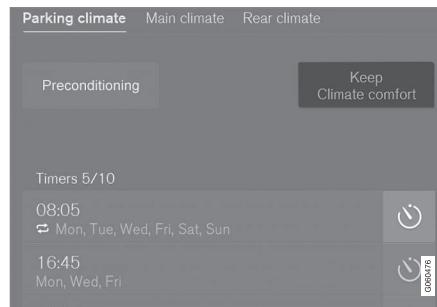 Parking climate Main climate Rear climate
Preconditioning
Keep
Climate comfort
Timers 5/10
08:05
Mon, Tue, Wed, Fri, Sat, Sun
16:45
Mon, Wed, Fri
G060476